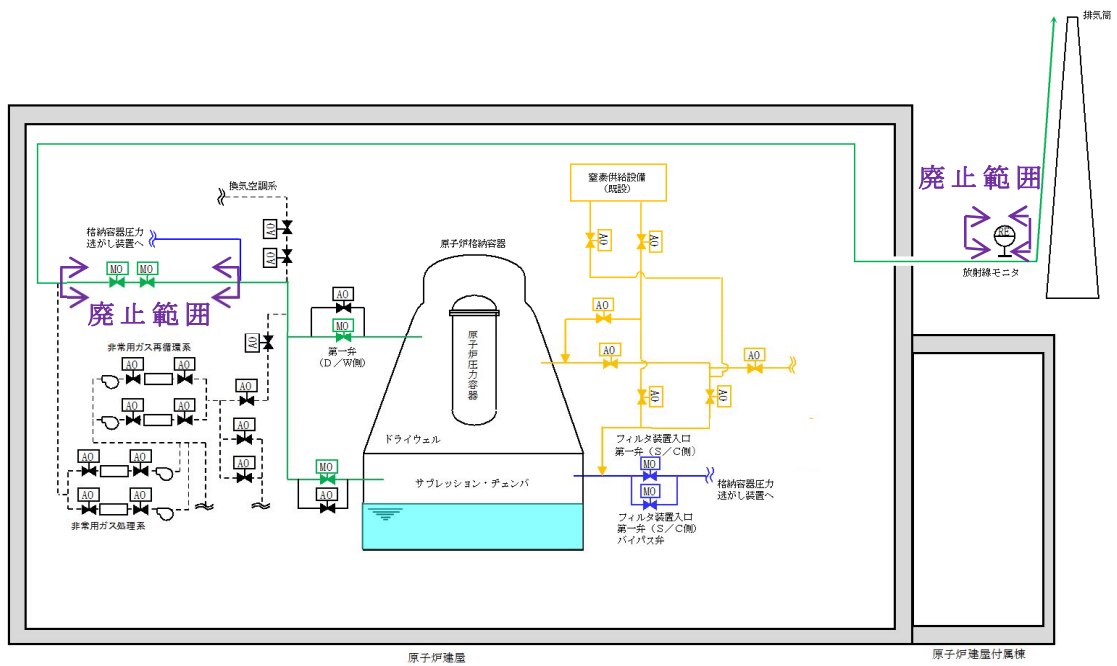 排気筒
廃止範囲
RE
放射線モニタ
換気空調系
AO
AO
格納容器圧力
逃がし装置へ
MO
MO
廃止範囲
窒素供給設備
(既設)
AO
AO
原子炉格納容器
原子炉圧力容器
AO
MO
第一弁
(D/W側)
AO
AO
AO
AO
AO
非常用ガス再循環系
AO
AO
AO
AO
AO
AO
AO
AO
AO
AO
AO
非常用ガス処理系
ドライウェル
サプレッション・チェンバ
MO
AO
AO
AO
フィルタ装置入口
第一弁(S/C側)
MO
MO
格納容器圧力
逃がし装置へ
フィルタ装置入口
第一弁(S/C側)
バイパス弁
原子炉建屋
原子炉建屋付属棟